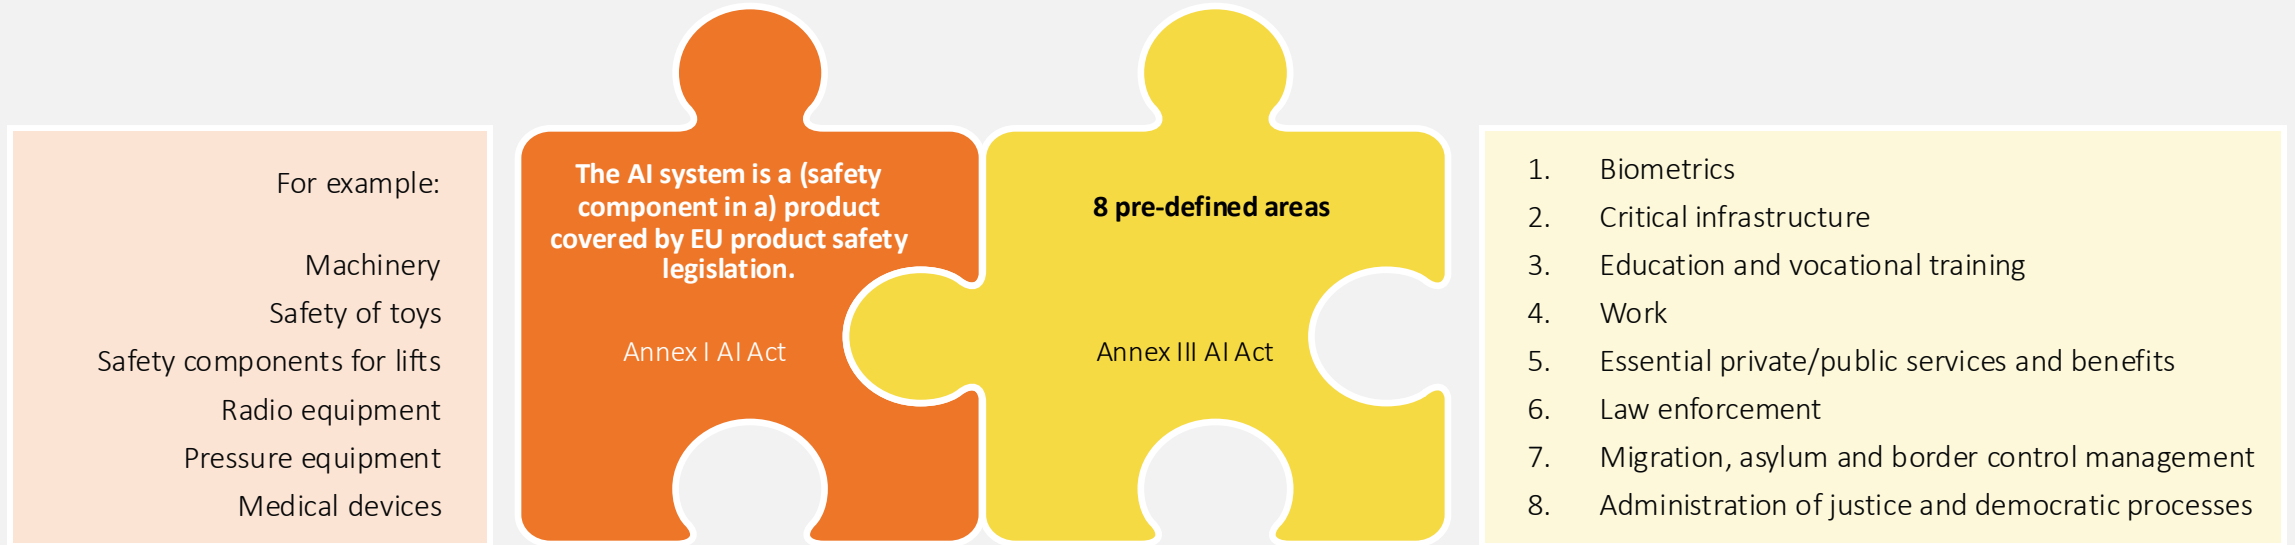 For example:
Machinery
Safety of toys
Safety components for lifts
Radio equipment
Pressure equipment
Medical devices
The AI system is a (safety
component in a) product
covered by EU product safety
legislation.
Annex I AI Act
8 pre-defined areas
Annex III AI Act
1. Biometrics
2. Critical infrastructure
3. Education and vocational training
4. Work
5. Essential private/public services and benefits
6. Law enforcement
7. Migration, asylum and border control management
8. Administration of justice and democratic processes